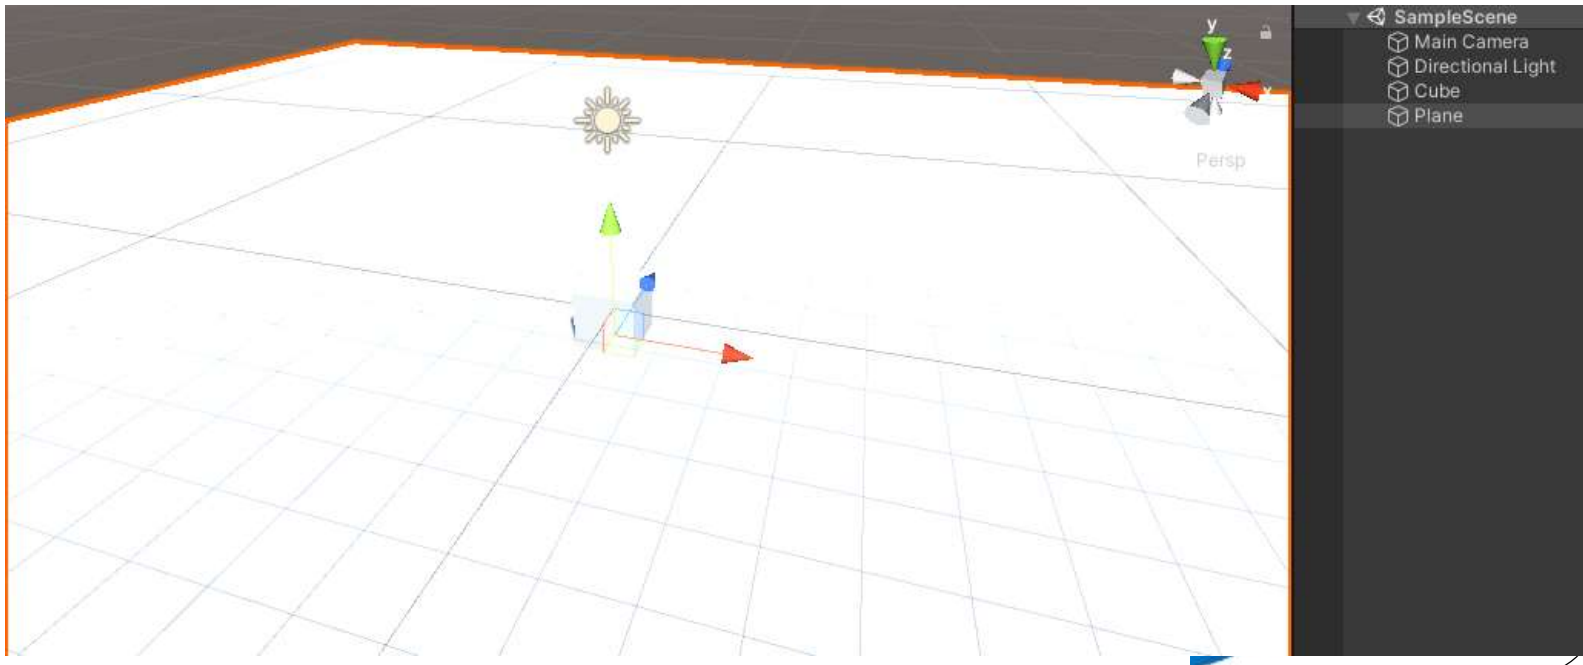 y
z
x
Persp
SampleScene
Main Camera
Directional Light
Cube
Plane